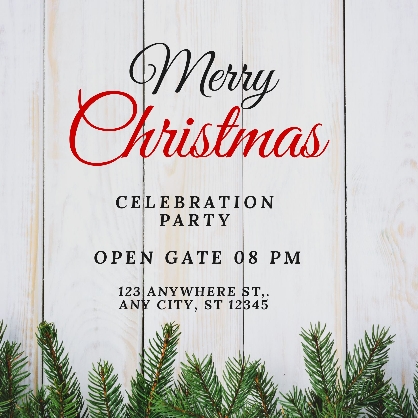 Merry
Christmas
CELEBRATION
PARTY
OPEN GATE 08 PM
123 ANYWHERE ST,.
ANY CITY, ST 12345